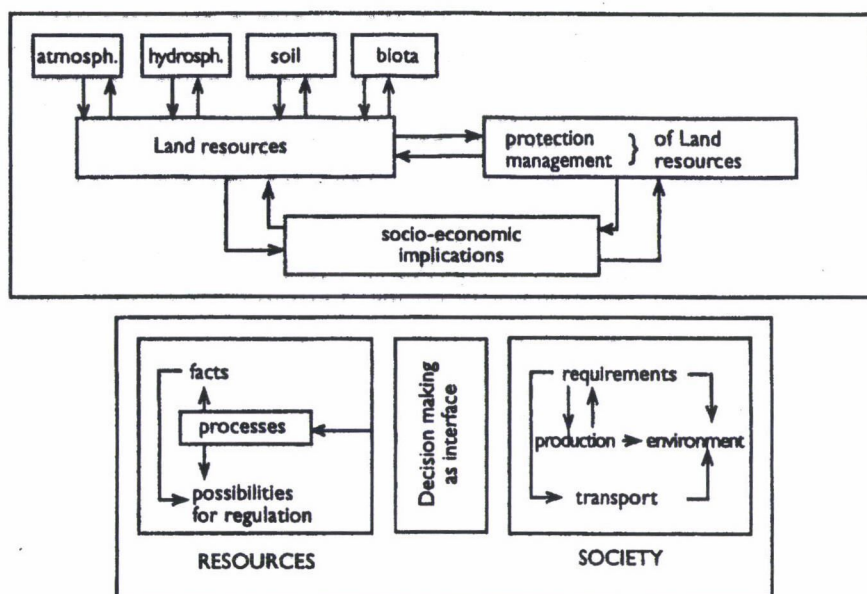 atmosph. hydrosph. soil biota
Land resources
protection
management } of Land
resources
socio-economic
implications
facts
processes
possibilities
for regulation
RESOURCES
Decision making
as interface
requirements
production environment
transport
SOCIETY